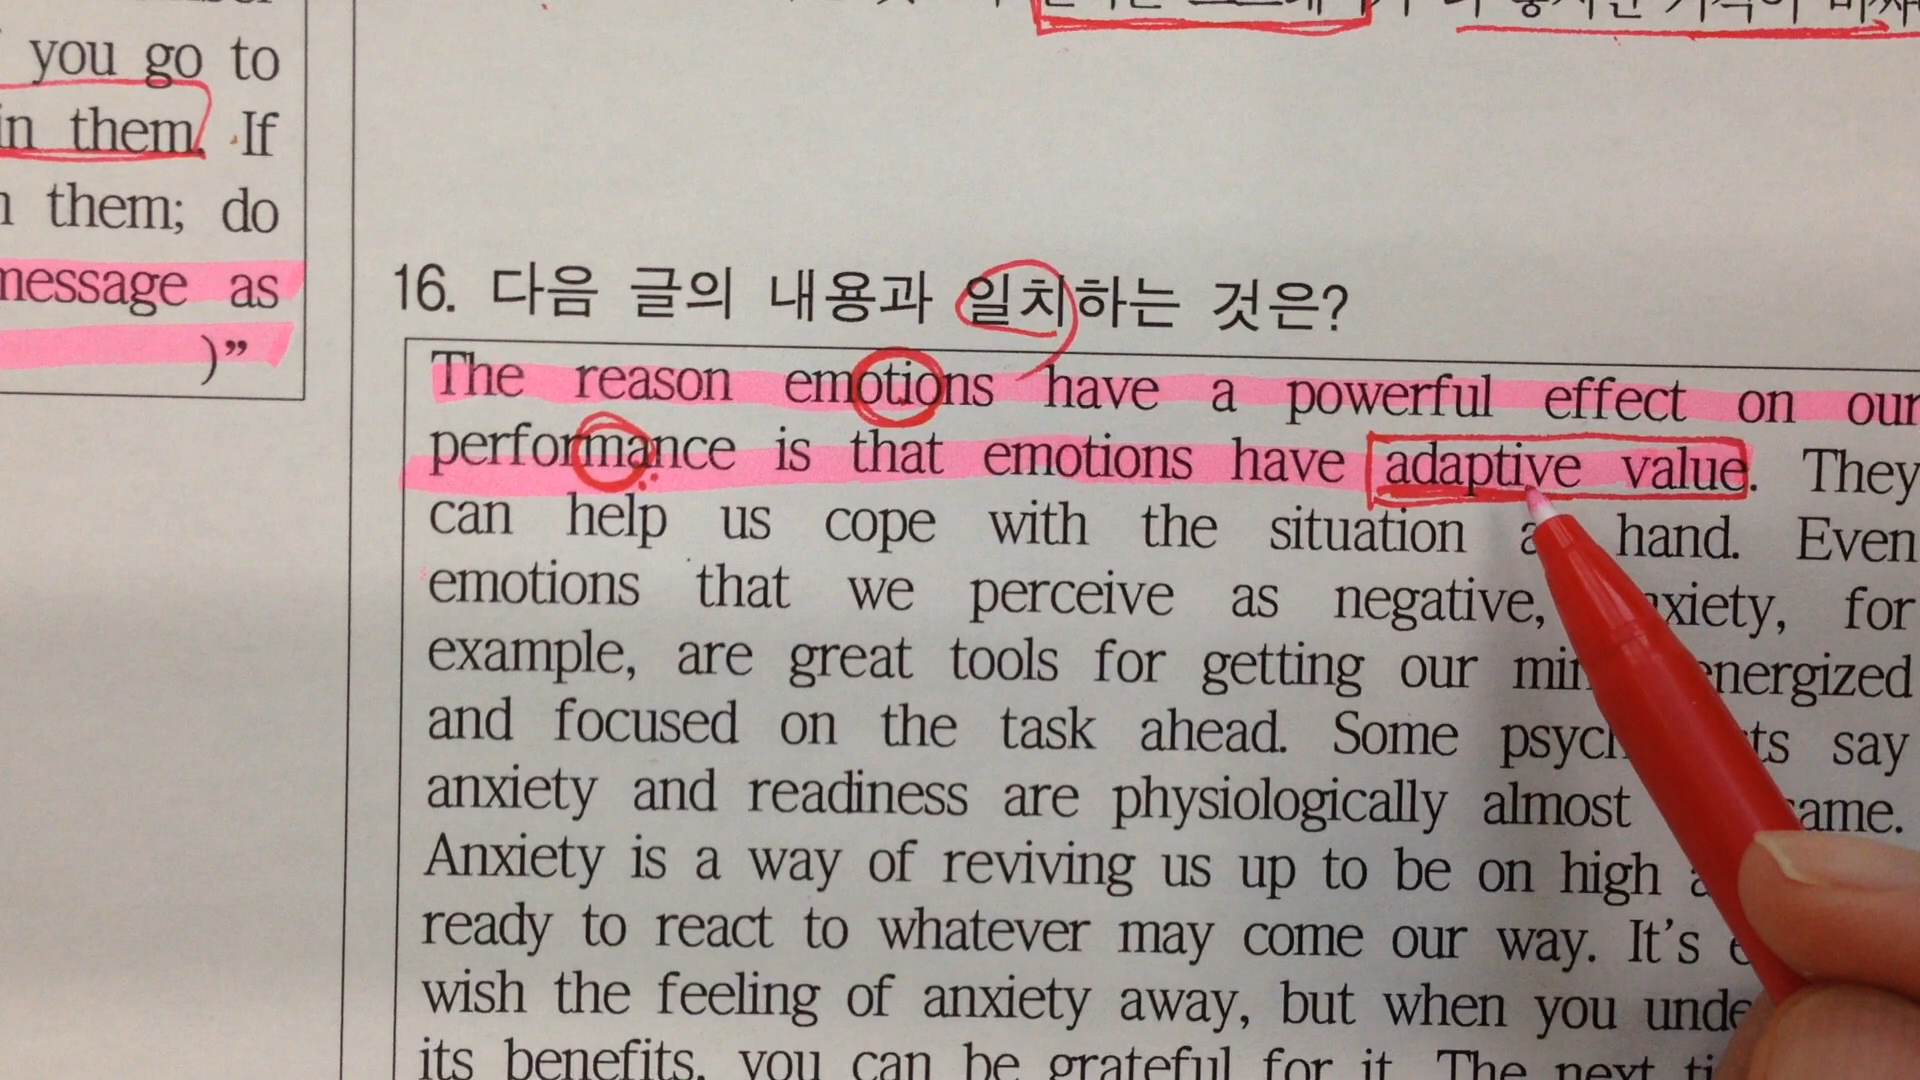 you go to
in them. If
them; do
message as
)”
16. 다음 글의 내용과 일치하는 것은?
The reason emotions have a powerful effect on our
performance is that emotions have adaptive value. They
can help us cope with the situation hand. Even
emotions that we perceive as negative, for
example, are great tools for getting our energized
and focused on the task ahead. Some say
anxiety and readiness are physiologically almost
Anxiety is a way of reviving us up to be on high
ready to react to whatever may come our way. It's
wish the feeling of anxiety away, but when you
its benefits, you can be grateful for it. The next